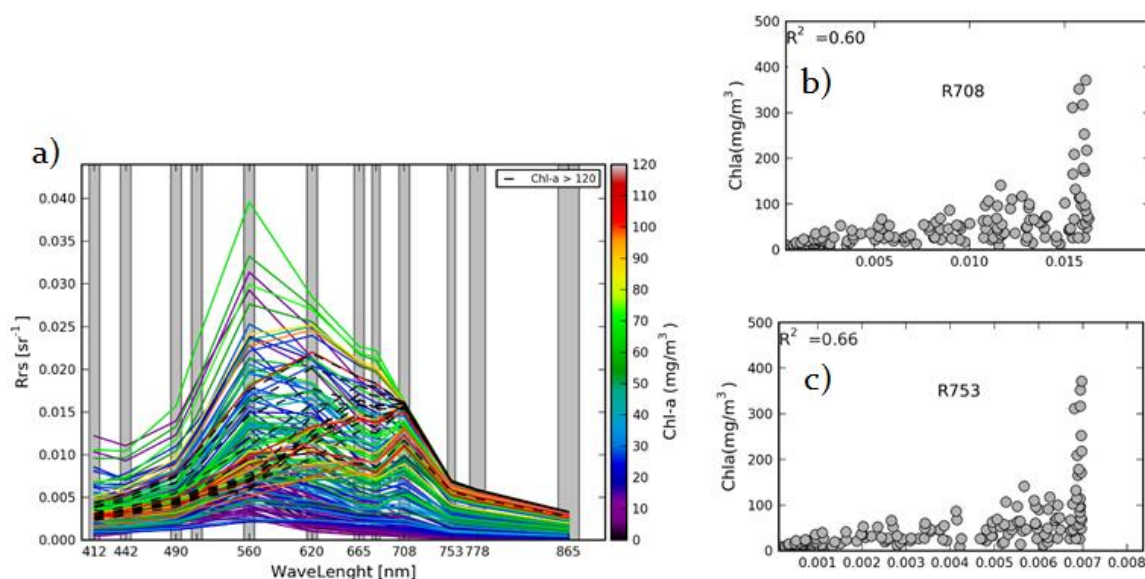 a)
Rrs [sr⁻¹]
0.040
0.035
0.030
0.025
0.020
0.015
0.010
0.005
0.000
412 442 490 560 620 665 708 753 778 865
WaveLenght [nm]
Chl-a > 120
120
110
100
90
80
70
60
50
40
30
20
10
0
Chl-a (mg/m³)
b)
R² =0.60
R708
Chla(mg/m³)
500
400
300
200
100
0
0.005 0.010 0.015
c)
R² =0.66
R753
Chla(mg/m³)
500
400
300
200
100
0
0.001 0.002 0.003 0.004 0.005 0.006 0.007 0.008